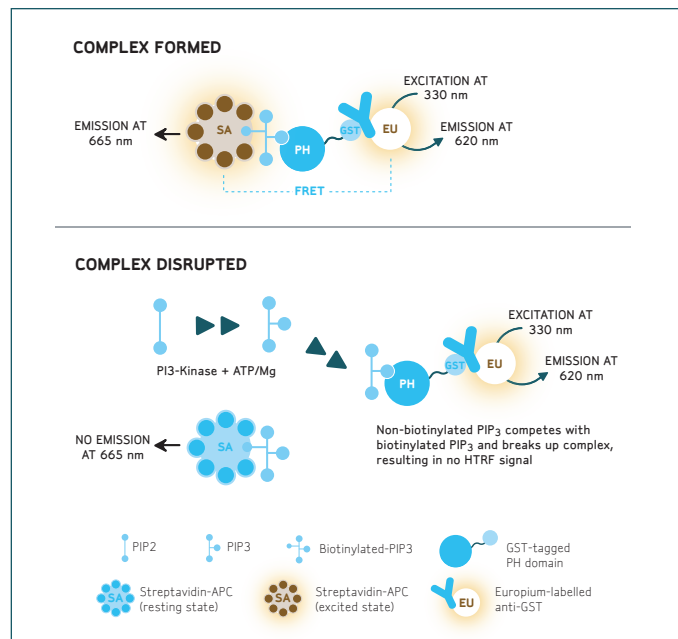 COMPLEX FORMED
EXCITATION AT
330 nm
EMISSION AT
665 nm
SA
PH
GST
EU
EMISSION AT
620 nm
FRET
COMPLEX DISRUPTED
PI3-Kinase + ATP/Mg
EXCITATION AT
330 nm
PH
GST
EU
EMISSION AT
620 nm
NO EMISSION
AT 665 nm
SA
Non-biotinylated PIP₃ competes with
biotinylated PIP₃ and breaks up complex,
resulting in no HTRF signal
PIP2
PIP3
Biotinylated-PIP3
GST-tagged
PH domain
SA
Streptavidin-APC
(resting state)
SA
Streptavidin-APC
(excited state)
EU
Europium-labelled
anti-GST